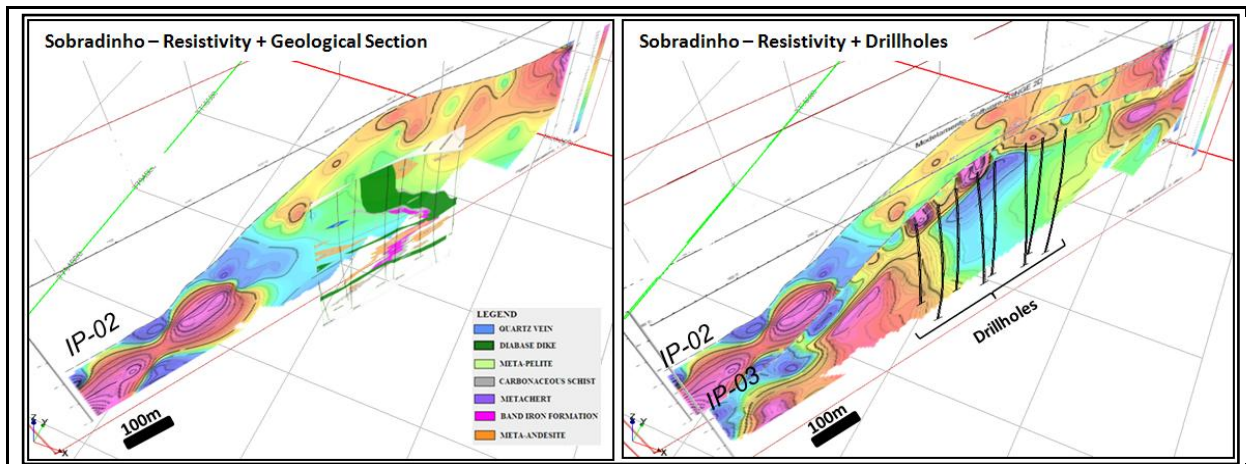 Sobradinho – Resistivity + Geological Section
IP-02
100m
LEGEND
QUARTZ VEIN
DIABASE DIKE
META-PELITE
CARBONACEOUS SCHIST
METACHERT
BAND IRON FORMATION
META-ANDESITE
Z
Y
X
Sobradinho – Resistivity + Drillholes
IP-02
IP-03
100m
Drillholes
Z
Y
X